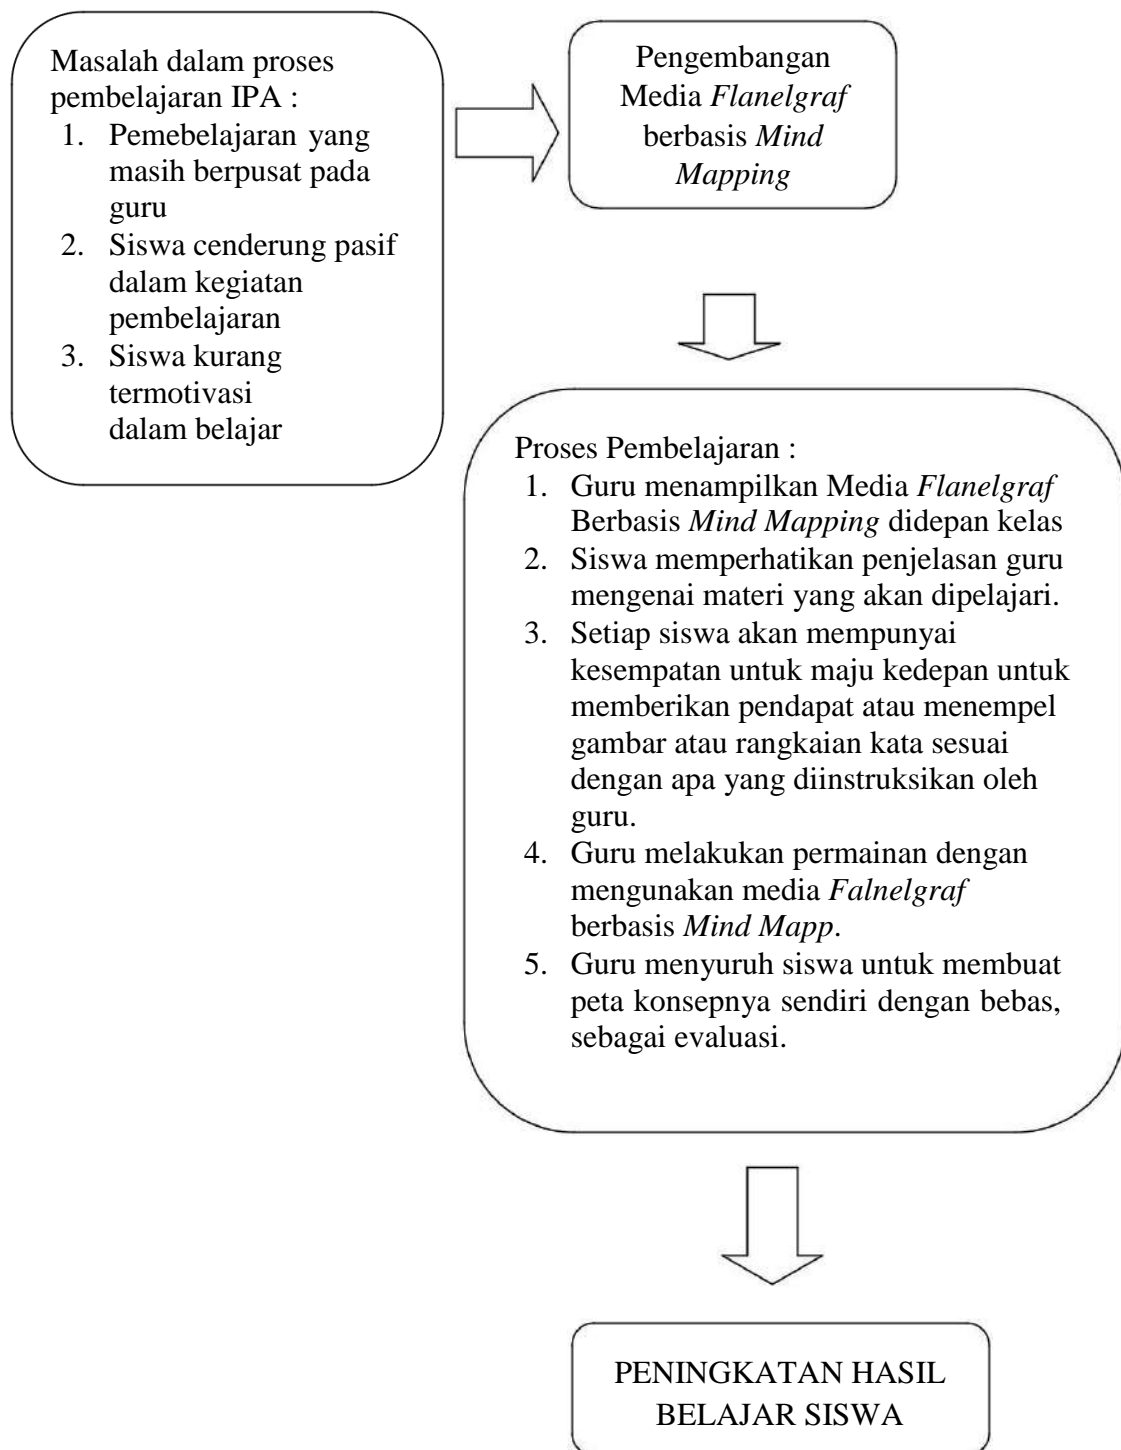 Masalah dalam proses
pembelajaran IPA :
1. Pemebelajaran yang
masih berpusat pada
guru
2. Siswa cenderung pasif
dalam kegiatan
pembelajaran
3. Siswa kurang
termotivasi
dalam belajar
Pengembangan
Media Flanelgraf
berbasis Mind
Mapping
Proses Pembelajaran :
1. Guru menampilkan Media Flanelgraf
Berbasis Mind Mapping didepan kelas
2. Siswa memperhatikan penjelasan guru
mengenai materi yang akan dipelajari.
3. Setiap siswa akan mempunyai
kesempatan untuk maju kedepan untuk
memberikan pendapat atau menempel
gambar atau rangkaian kata sesuai
dengan apa yang diinstruksikan oleh
guru.
4. Guru melakukan permainan dengan
mengunakan media Falnelgraf
berbasis Mind Mapp.
5. Guru menyuruh siswa untuk membuat
peta konsepnya sendiri dengan bebas,
sebagai evaluasi.
PENINGKATAN HASIL
BELAJAR SISWA